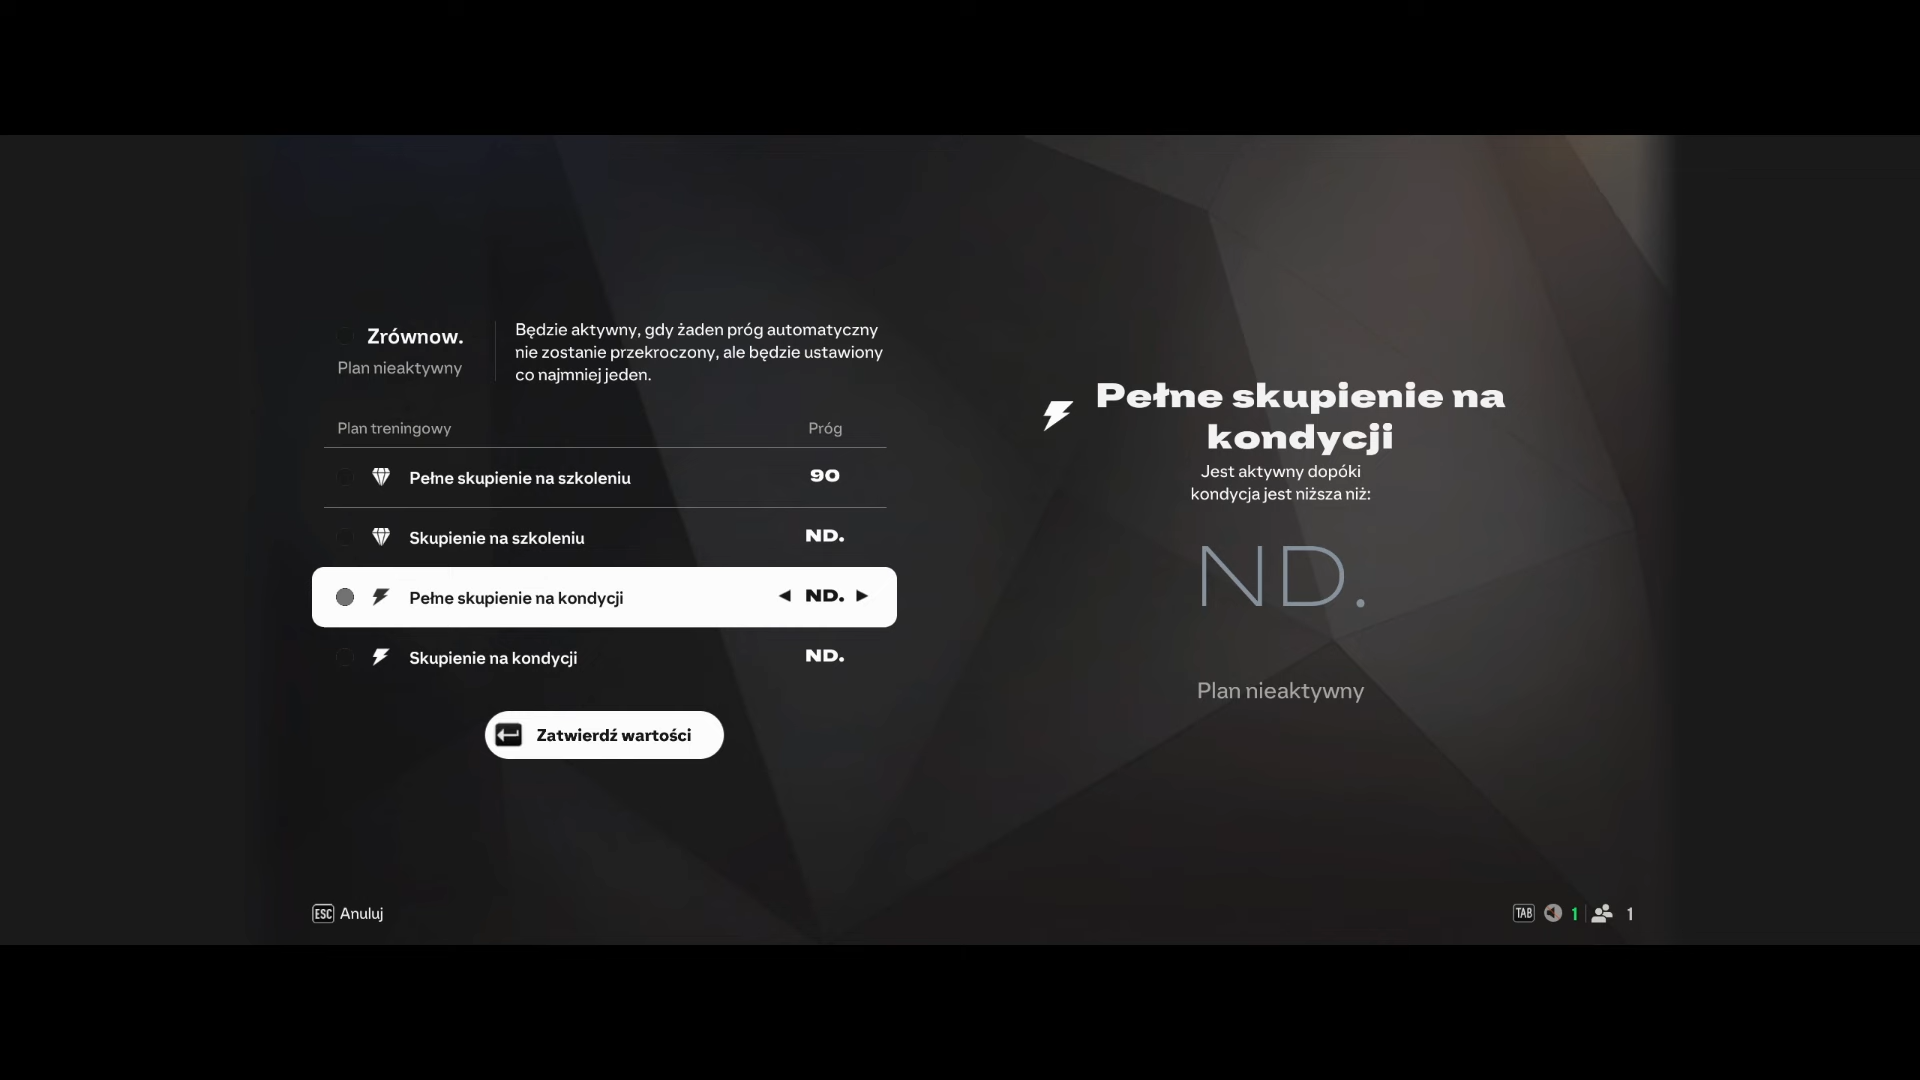 Zrównow.
Plan nieaktywny
Będzie aktywny, gdy żaden próg automatyczny
nie zostanie przekroczony, ale będzie ustawiony
co najmniej jeden.
Plan treningowy Próg
Pełne skupienie na szkoleniu 90
Skupienie na szkoleniu ND.
Pełne skupienie na kondycji ND.
Skupienie na kondycji ND.
Zatwierdź wartości
Pełne skupienie na
kondycji
Jest aktywny dopóki
kondycja jest niższa niż:
ND.
Plan nieaktywny
ESC Anuluj
TAB 1 1